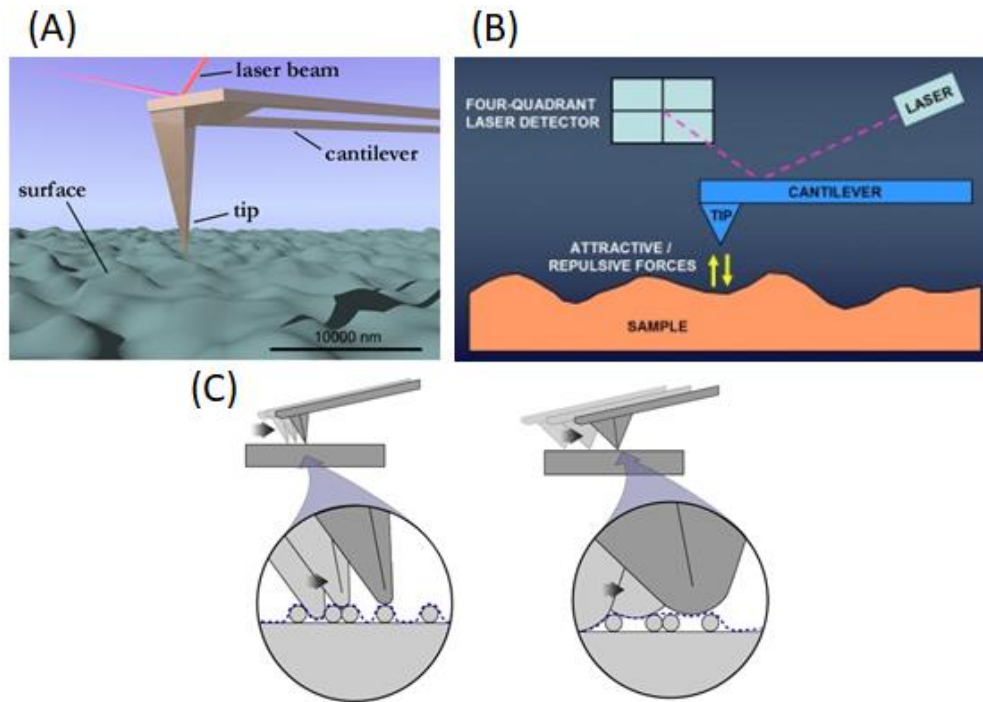 (A)
laser beam
cantilever
surface
tip
10000 nm
(B)
FOUR-QUADRANT
LASER DETECTOR
LASER
CANTILEVER
TIP
ATTRACTIVE /
REPULSIVE FORCES
SAMPLE
(C)